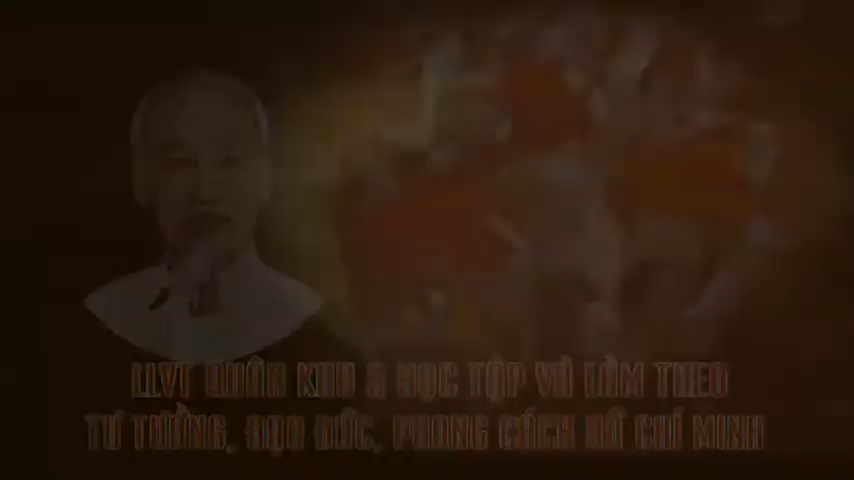 LLVT QUÂN KHU 5 HỌC TẬP VÀ LÀM THEO
TƯ TƯỞNG, ĐẠO ĐỨC, PHONG CÁCH HỒ CHÍ MINH